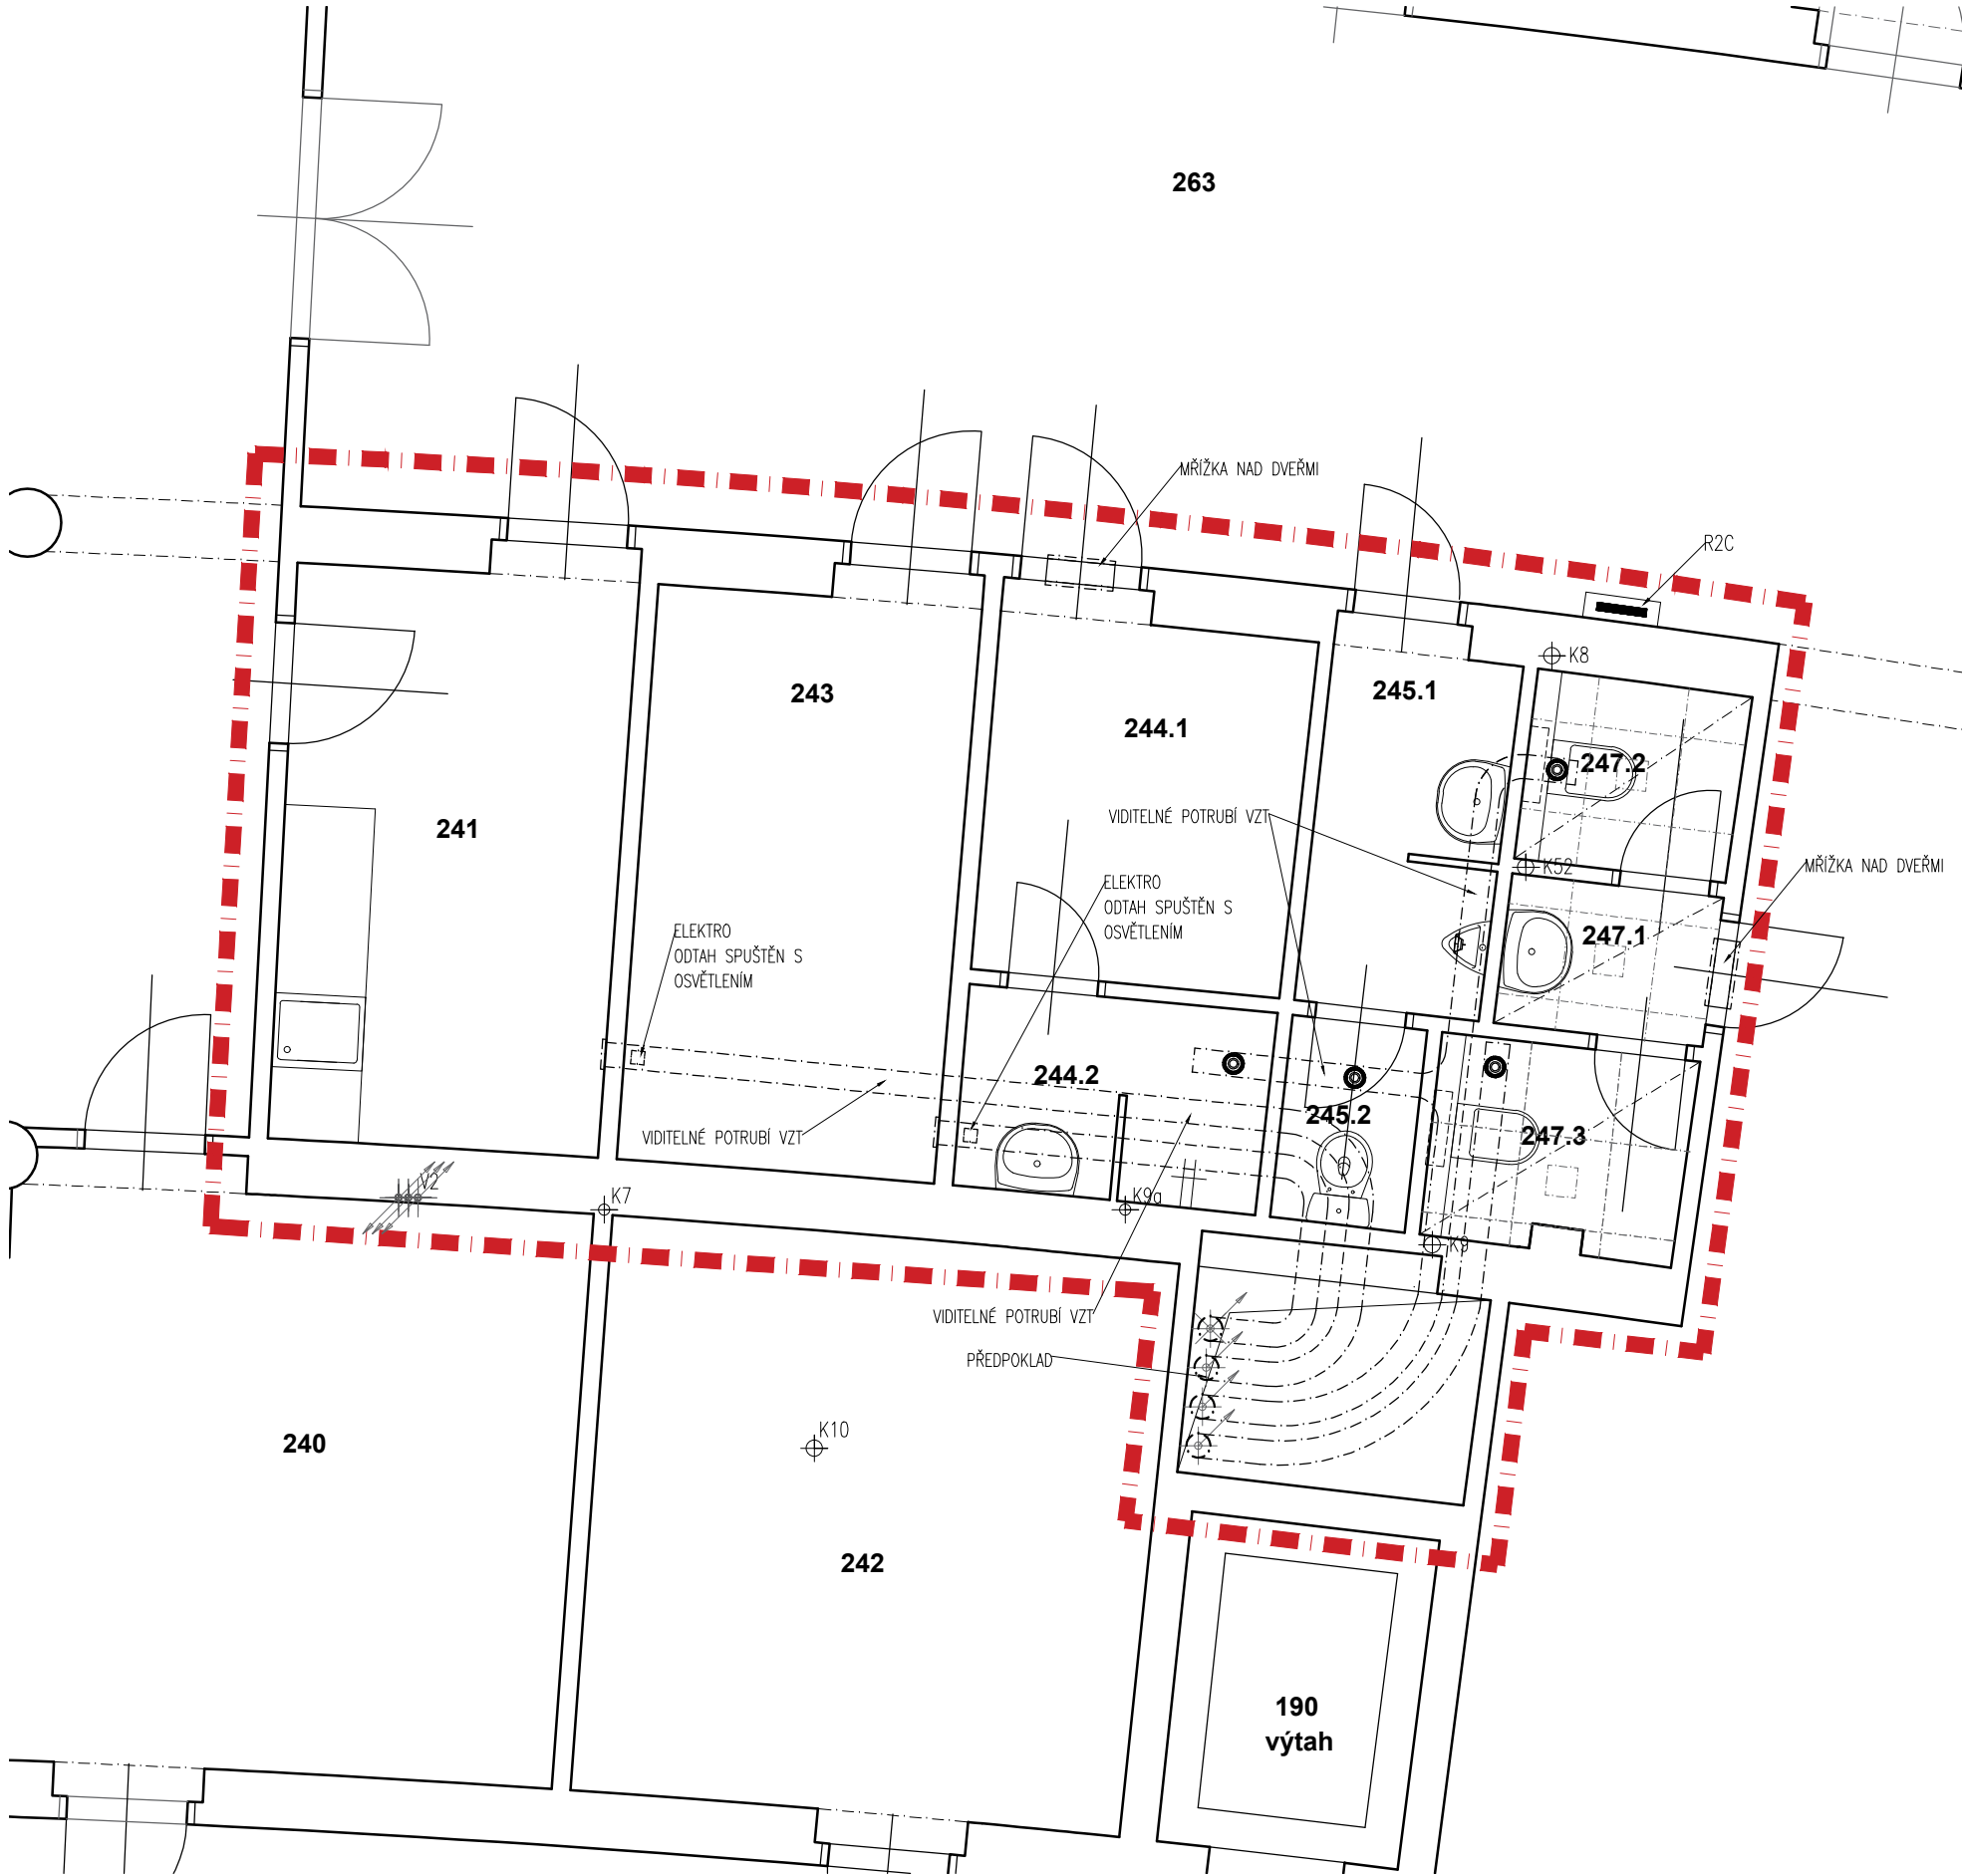 263
MŘÍŽKA NAD DVEŘMI
R2C
K8
243
245.1
244.1
247.2
241
VIDITELNÉ POTRUBÍ VZT
K52
MŘÍŽKA NAD DVEŘMI
ELEKTRO
ODTAH SPUŠTĚN S
OSVĚTLENÍM
ELEKTRO
ODTAH SPUŠTĚN S
OSVĚTLENÍM
247.1
244.2
245.2
247.3
VIDITELNÉ POTRUBÍ VZT
V2
K7
K9a
K9
VIDITELNÉ POTRUBÍ VZT
PŘEDPOKLAD
K10
240
242
190
výtah